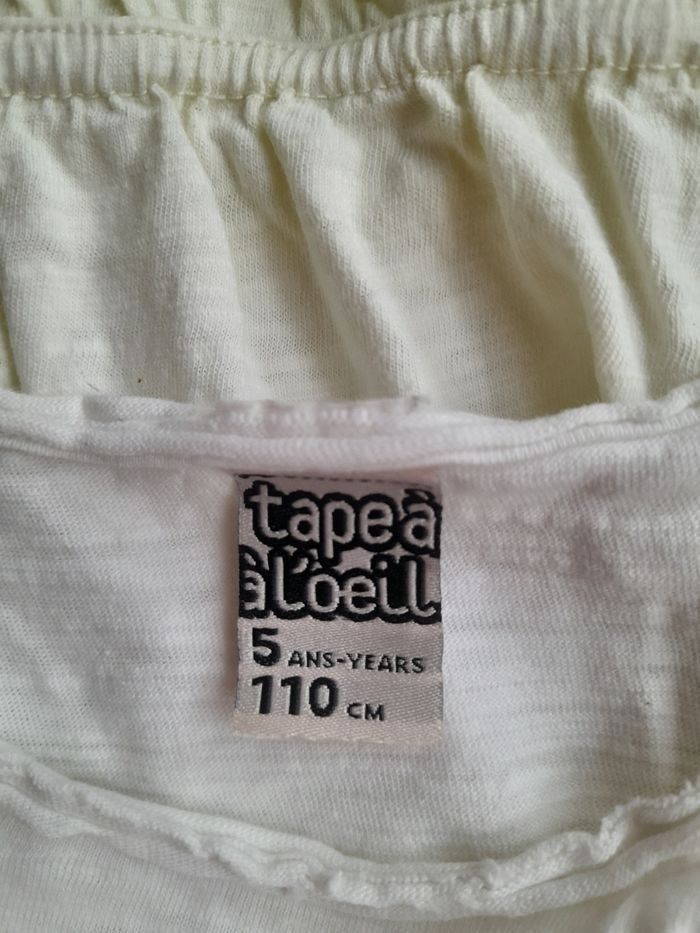 tape à
à l'oeil
5 ANS-YEARS
110 CM